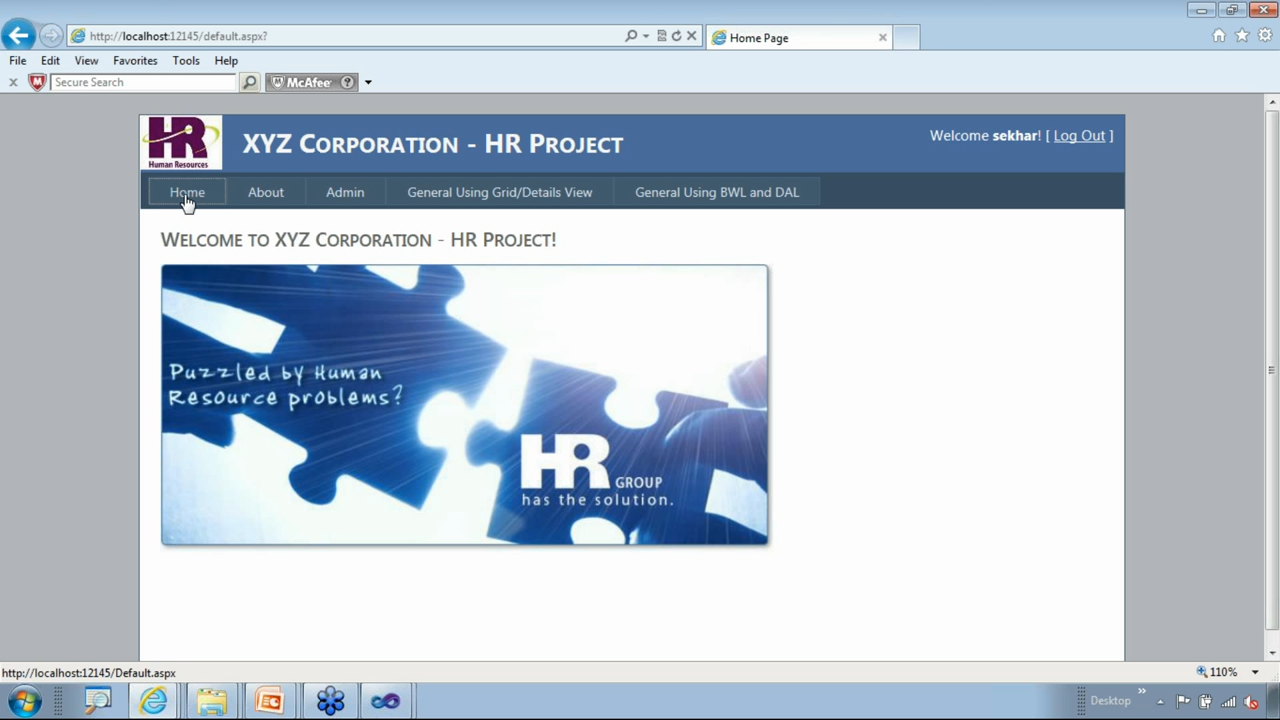 http://localhost:12145/default.aspx?
Home Page
File Edit View Favorites Tools Help
Secure Search
McAfee
HR
Human Resources
XYZ Corporation - HR Project
Welcome sekhar! [ Log Out ]
Home About Admin General Using Grid/Details View General Using BWL and DAL
Welcome to XYZ Corporation - HR Project!
Puzzled by Human
Resource problems?
HR GROUP
has the solution.
http://localhost:12145/Default.aspx
110%
Desktop